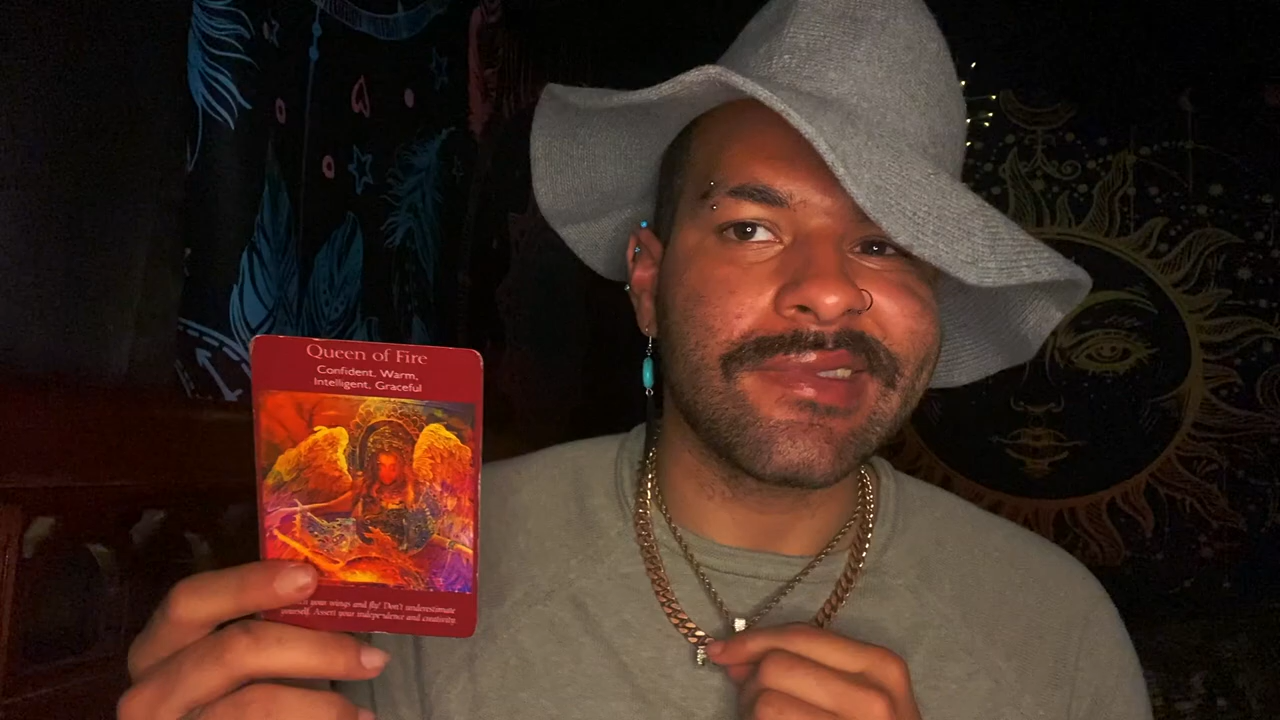 Queen of Fire
Confident, Warm,
Intelligent, Graceful
your wings and fly! Don't underestimate
yourself. Assert your independence and creativity.